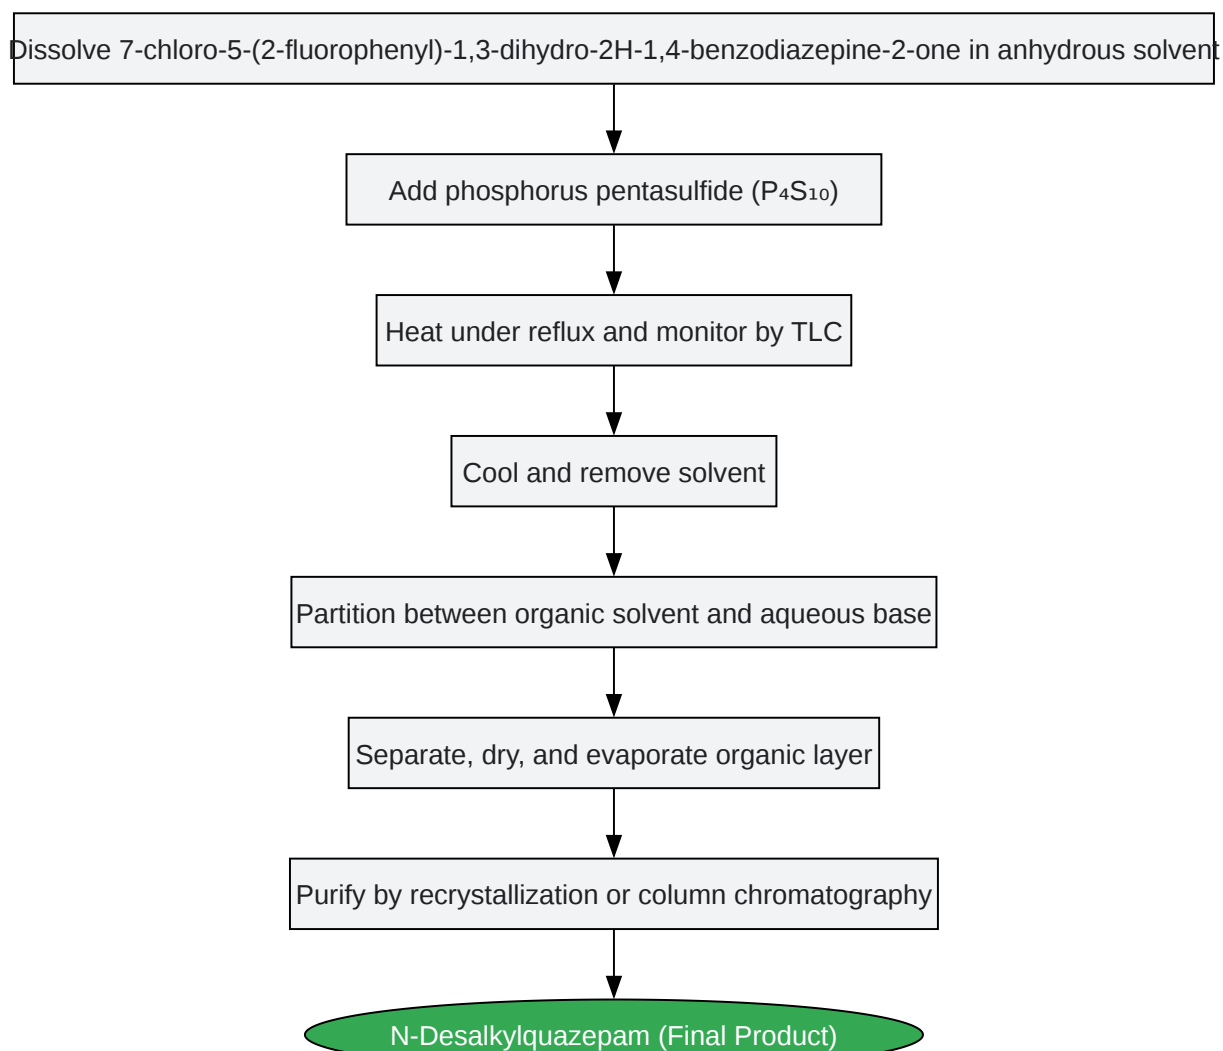 Dissolve 7-chloro-5-(2-fluorophenyl)-1,3-dihydro-2H-1,4-benzodiazepine-2-one in anhydrous solvent
Add phosphorus pentasulfide (P₄S₁₀)
Heat under reflux and monitor by TLC
Cool and remove solvent
Partition between organic solvent and aqueous base
Separate, dry, and evaporate organic layer
Purify by recrystallization or column chromatography
N-Desalkylquazepam (Final Product)